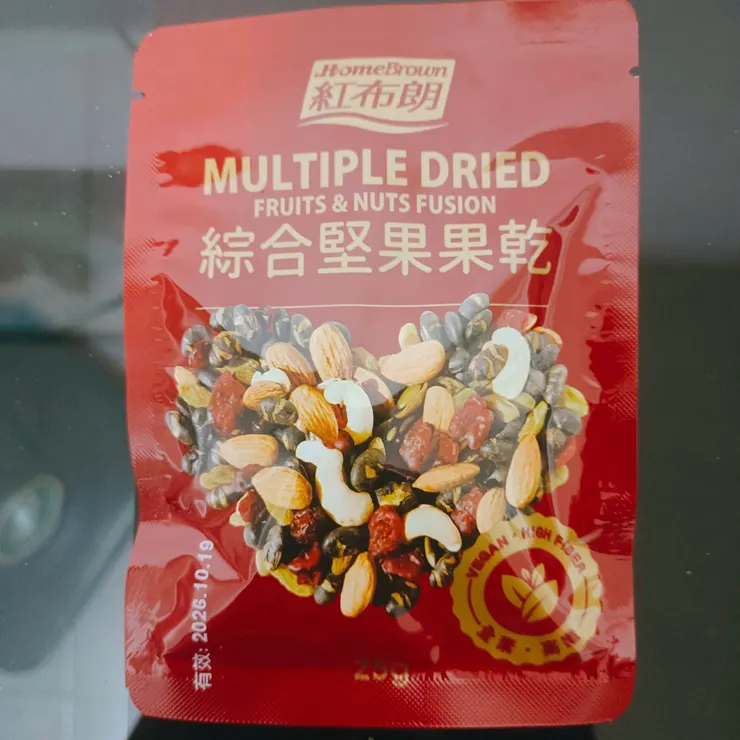 HomeBrown
紅布朗
MULTIPLE DRIED
FRUITS & NUTS FUSION
綜合堅果果乾
VEGAN · HIGH FIBER
有效: 2026.10.19
25g